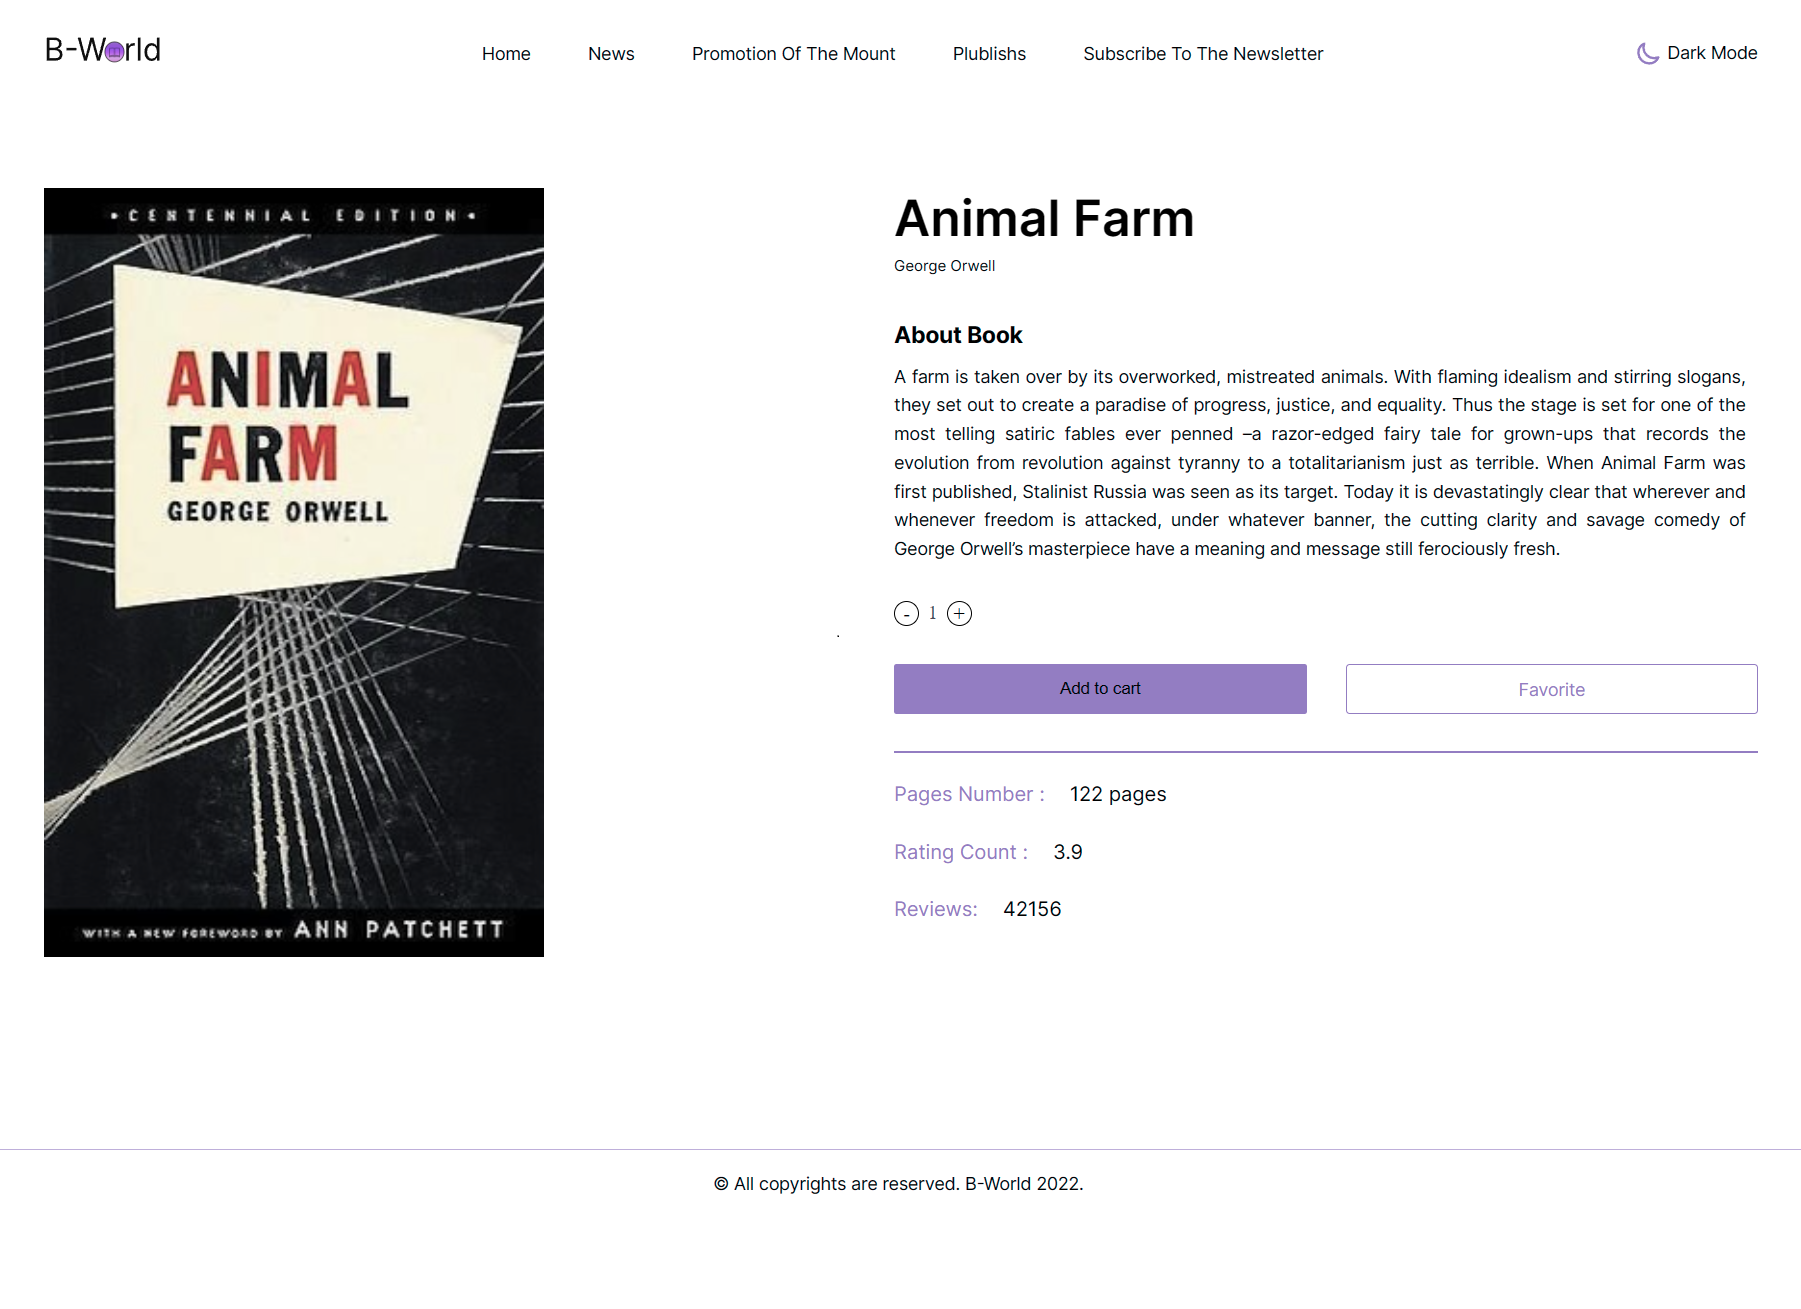 B-World
Home News Promotion Of The Mount Plublishs Subscribe To The Newsletter
Dark Mode
• CENTENNIAL EDITION •
ANIMAL
FARM
GEORGE ORWELL
WITH A NEW FOREWORD BY ANN PATCHETT
Animal Farm
George Orwell
About Book
A farm is taken over by its overworked, mistreated animals. With flaming idealism and stirring slogans,
they set out to create a paradise of progress, justice, and equality. Thus the stage is set for one of the
most telling satiric fables ever penned –a razor-edged fairy tale for grown-ups that records the
evolution from revolution against tyranny to a totalitarianism just as terrible. When Animal Farm was
first published, Stalinist Russia was seen as its target. Today it is devastatingly clear that wherever and
whenever freedom is attacked, under whatever banner, the cutting clarity and savage comedy of
George Orwell’s masterpiece have a meaning and message still ferociously fresh.
- 1 +
.
Add to cart
Favorite
Pages Number : 122 pages
Rating Count : 3.9
Reviews: 42156
© All copyrights are reserved. B-World 2022.